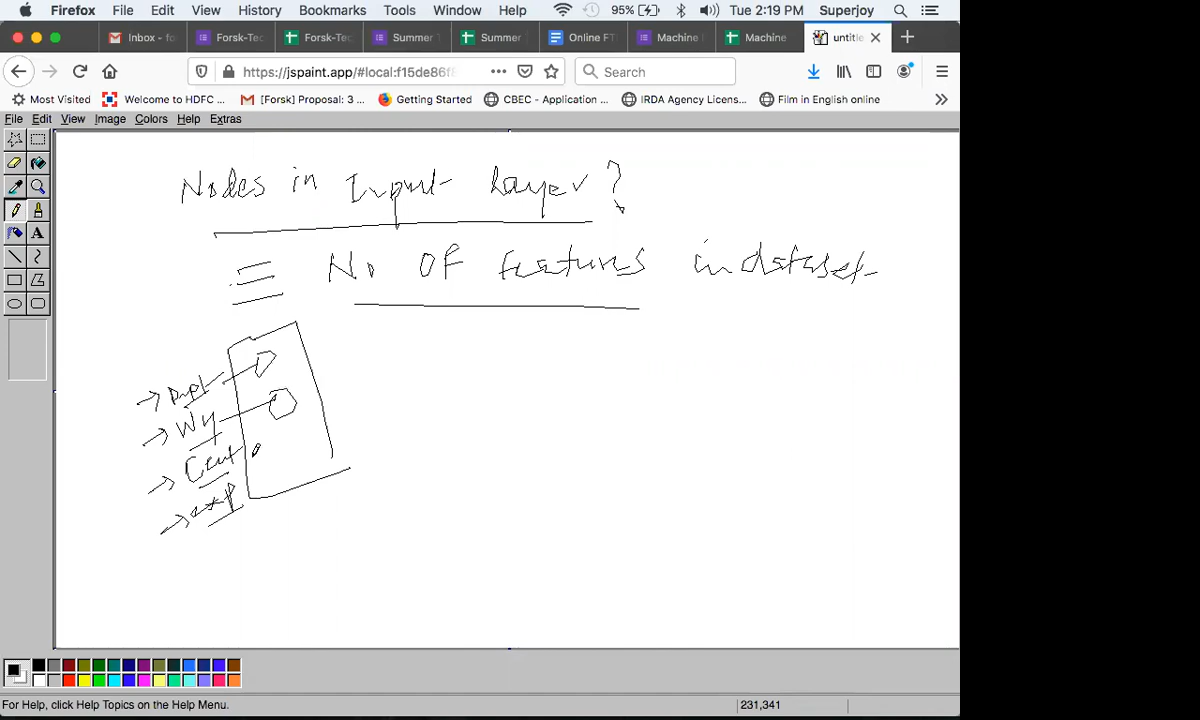 Firefox File Edit View History Bookmarks Tools Window Help 95% Tue 2:19 PM Superjoy
Inbox - fo Forsk-Tec Forsk-Tec Summer T Summer Online FT Machine Machine untitle
https://jspaint.app/#local:f15de86f8 Search
Most Visited Welcome to HDFC ... [Forsk] Proposal: 3 ... Getting Started CBEC - Application ... IRDA Agency Licens... Film in English online
File Edit View Image Colors Help Extras
Nodes in Input Layer?
No OF features in dataset
Dept
Wy
Cert
exp
For Help, click Help Topics on the Help Menu. 231,341